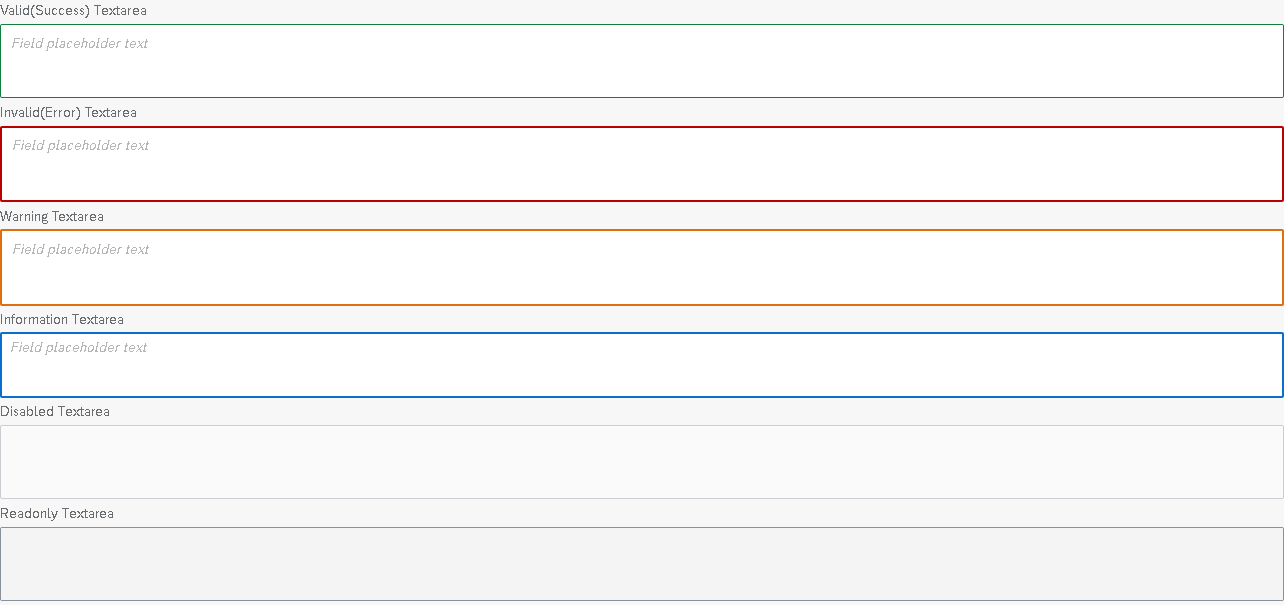 Valid(Success) Textarea
Field placeholder text
Invalid(Error) Textarea
Field placeholder text
Warning Textarea
Field placeholder text
Information Textarea
Field placeholder text
Disabled Textarea
Readonly Textarea